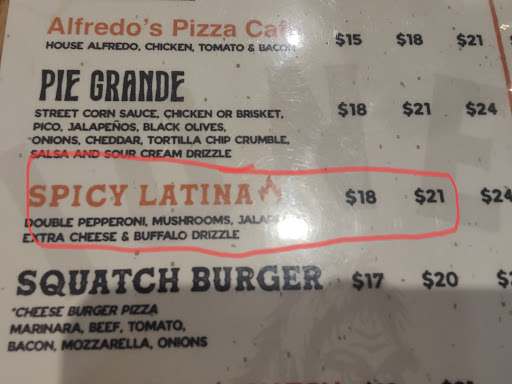 Alfredo's Pizza $15 $18 $21
HOUSE ALFREDO, CHICKEN, TOMATO & BACON
PIE GRANDE
STREET CORN SAUCE, CHICKEN OR BRISKET, $18 $21 $24
PICO, JALAPEÑOS, BLACK OLIVES,
ONIONS, CHEDDAR, TORTILLA CHIP CRUMBLE,
SALSA AND SOUR CREAM DRIZZLE
SPICY LATINA $18 $21 $24
DOUBLE PEPPERONI, MUSHROOMS,
EXTRA CHEESE & BUFFALO DRIZZLE
SQUATCH BURGER $17 $20
*CHEESE BURGER PIZZA
MARINARA, BEEF, TOMATO,
BACON, MOZZARELLA, ONIONS